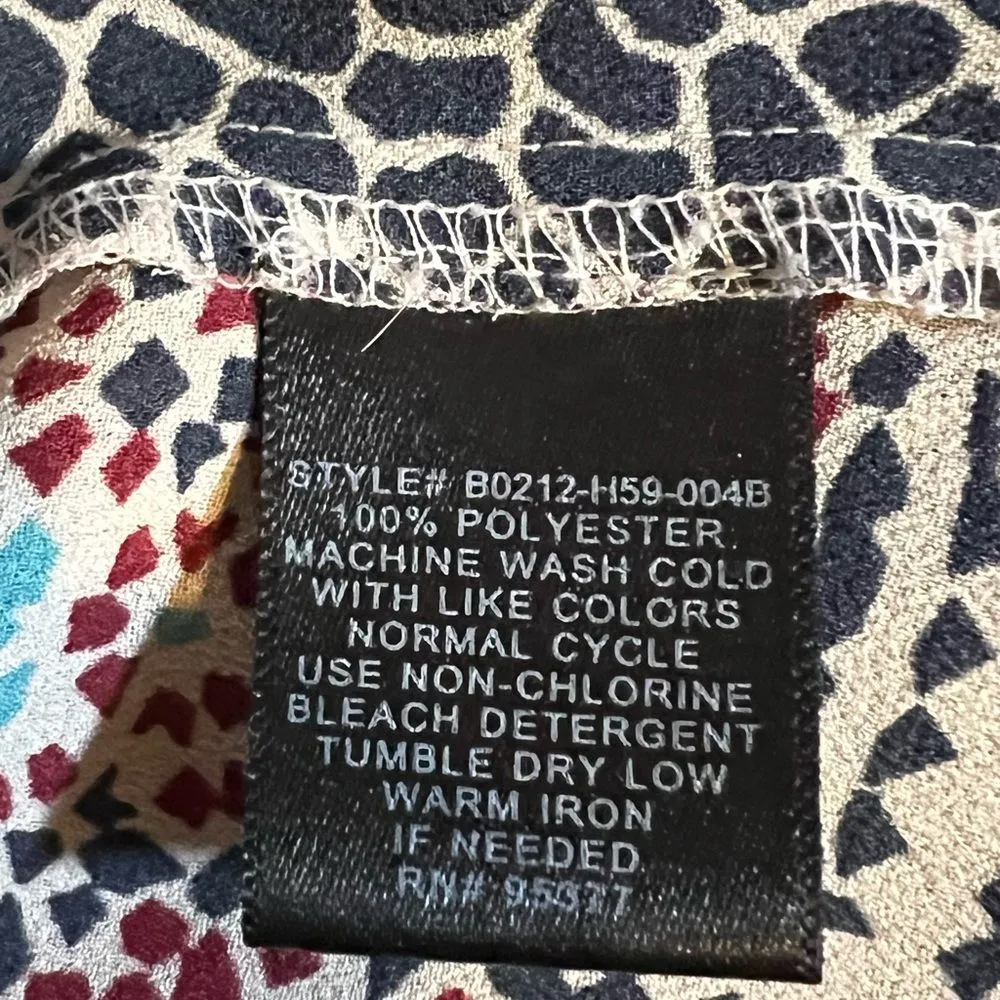 STYLE# B0212-H59-004B
100% POLYESTER
MACHINE WASH COLD
WITH LIKE COLORS
NORMAL CYCLE
USE NON-CHLORINE
BLEACH DETERGENT
TUMBLE DRY LOW
WARM IRON
IF NEEDED
RN#